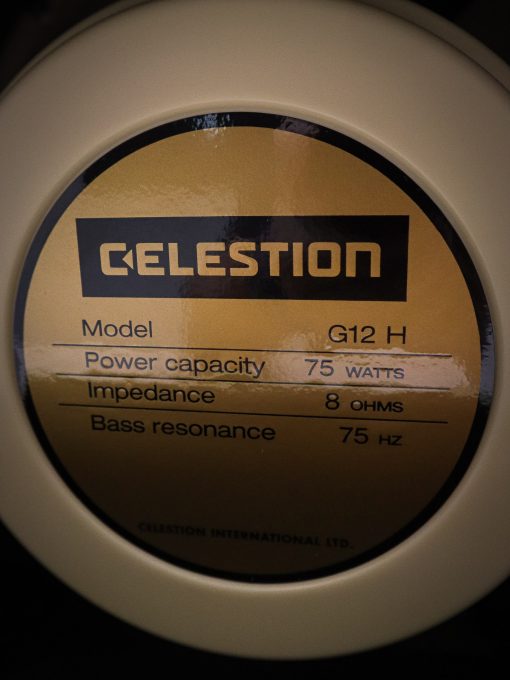 CELESTION
Model G12 H
Power capacity 75 WATTS
Impedance 8 OHMS
Bass resonance 75 HZ
CELESTION INTERNATIONAL LTD.